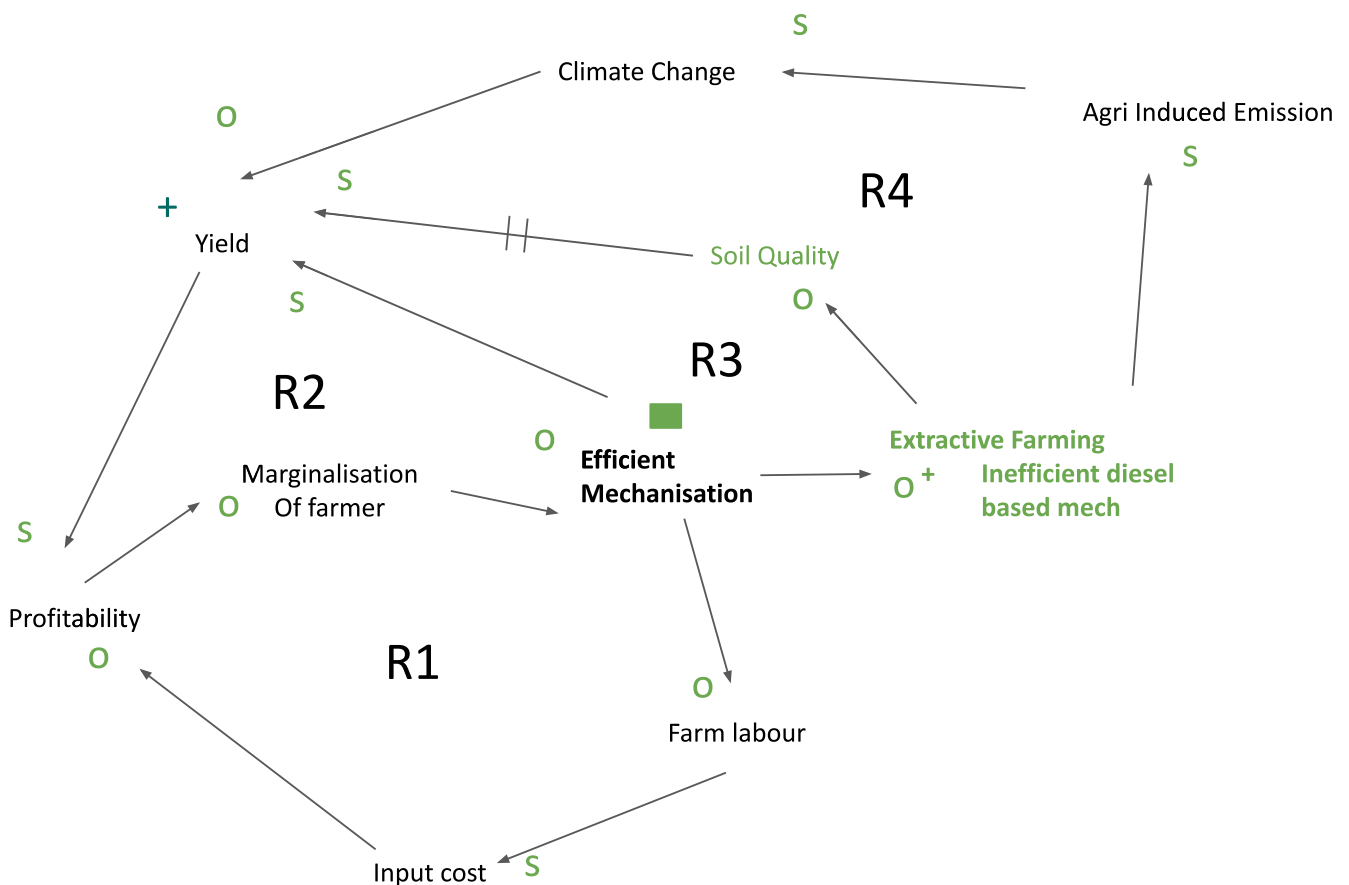 S
Climate Change
Agri Induced Emission
O
S
S
R4
+
Yield
Soil Quality
S
O
R3
R2
O
Efficient
Mechanisation
Extractive Farming
O +
Inefficient diesel
based mech
Marginalisation
Of farmer
O
S
Profitability
O
R1
O
Farm labour
Input cost
S